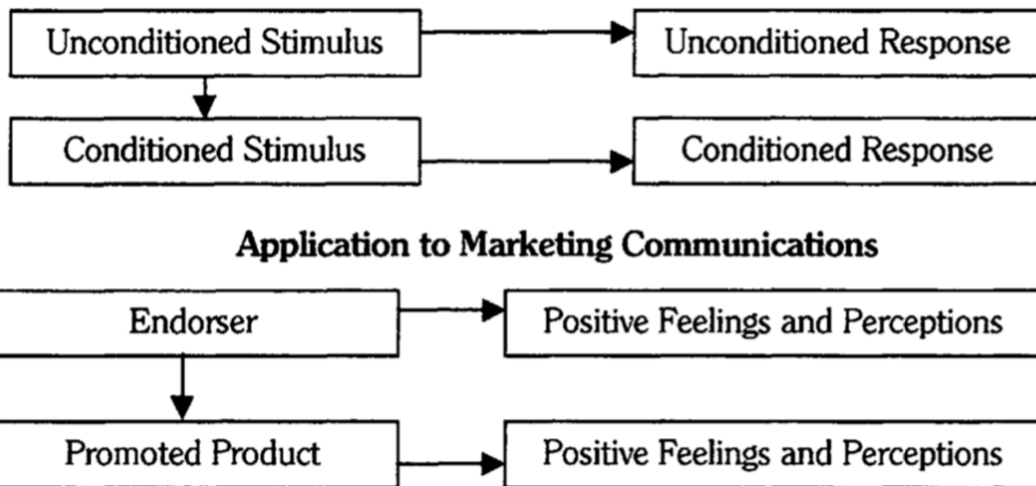 Unconditioned Stimulus
Unconditioned Response
Conditioned Stimulus
Conditioned Response
Application to Marketing Communications
Endorser
Positive Feelings and Perceptions
Promoted Product
Positive Feelings and Perceptions